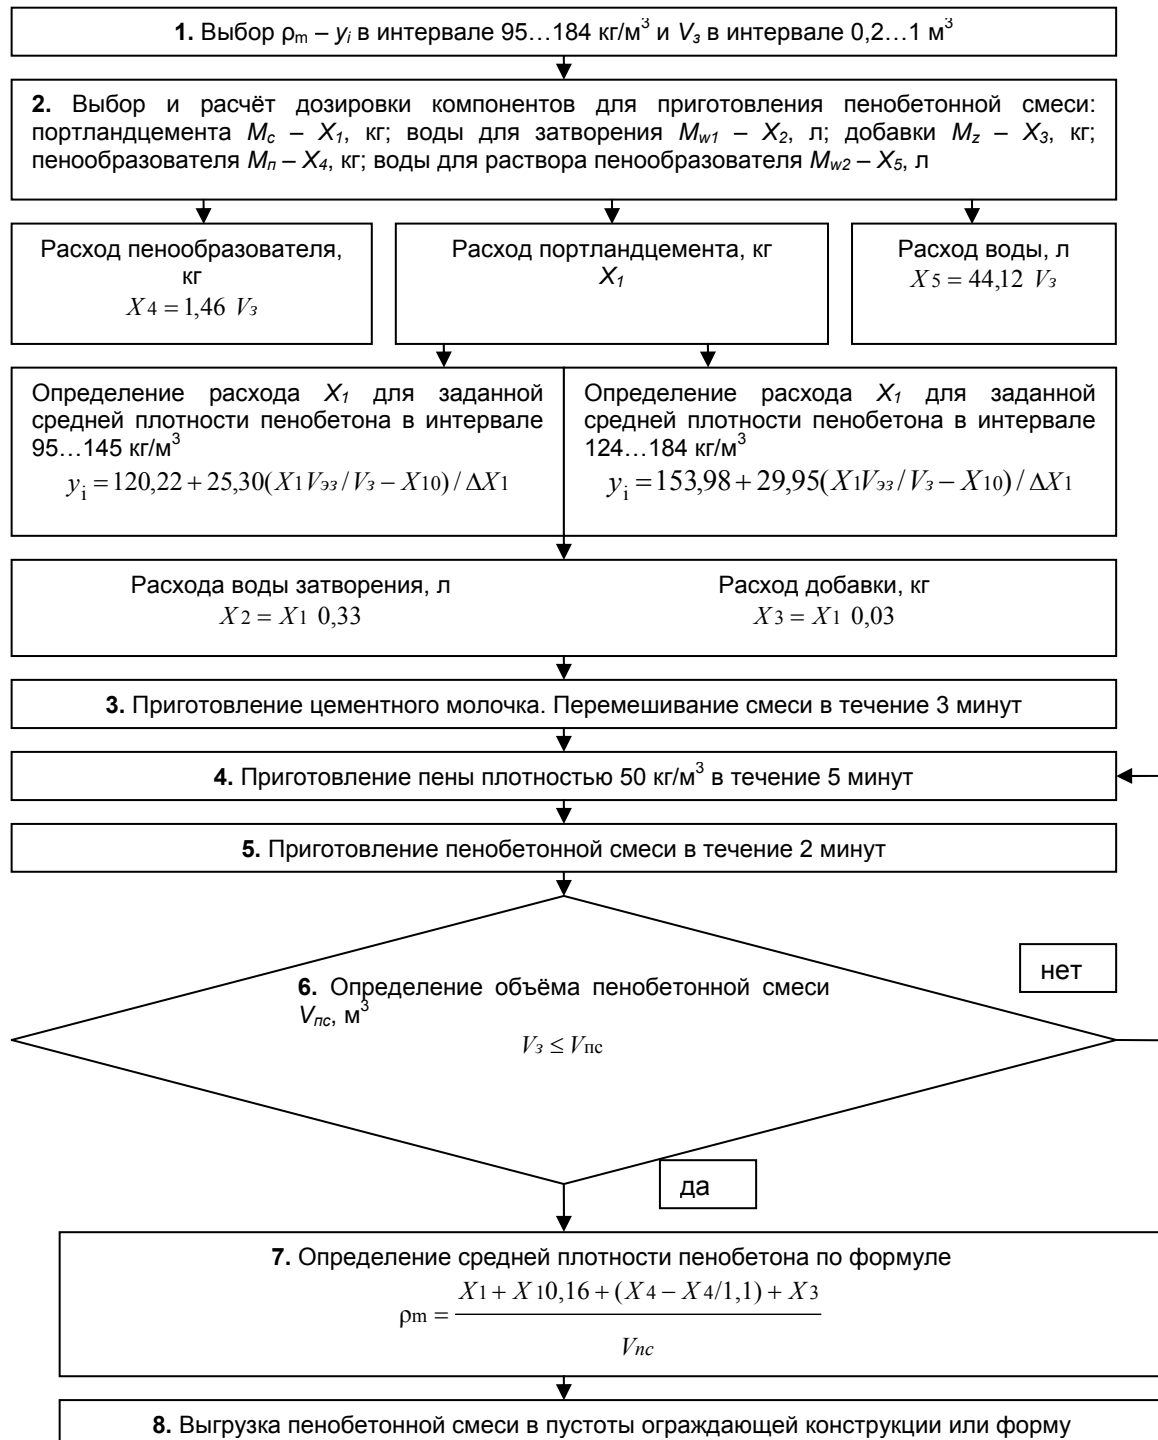 1. Выбор ρm – yi в интервале 95…184 кг/м³ и Vз в интервале 0,2…1 м³
2. Выбор и расчёт дозировки компонентов для приготовления пенобетонной смеси:
портландцемента Mc – X1, кг; воды для затворения Mw1 – X2, л; добавки Mz – X3, кг;
пенообразователя Mп – X4, кг; воды для раствора пенообразователя Mw2 – X5, л
Расход пенообразователя,
кг
X4 = 1,46 Vз
Расход портландцемента, кг
X1
Расход воды, л
X5 = 44,12 Vз
Определение расхода X1 для заданной
средней плотности пенобетона в интервале
95…145 кг/м³
yi = 120,22 + 25,30(X1Vэз/Vз – X10)/ΔX1
Определение расхода X1 для заданной
средней плотности пенобетона в интервале
124…184 кг/м³
yi = 153,98 + 29,95(X1Vэз/Vз – X10)/ΔX1
Расхода воды затворения, л
X2 = X1 0,33
Расход добавки, кг
X3 = X1 0,03
3. Приготовление цементного молочка. Перемешивание смеси в течение 3 минут
4. Приготовление пены плотностью 50 кг/м³ в течение 5 минут
5. Приготовление пенобетонной смеси в течение 2 минут
нет
6. Определение объёма пенобетонной смеси
Vпс, м³
Vз ≤ Vпс
да
7. Определение средней плотности пенобетона по формуле
X1 + X10,16 + (X4 – X4/1,1) + X3
ρm =
Vпс
8. Выгрузка пенобетонной смеси в пустоты ограждающей конструкции или форму